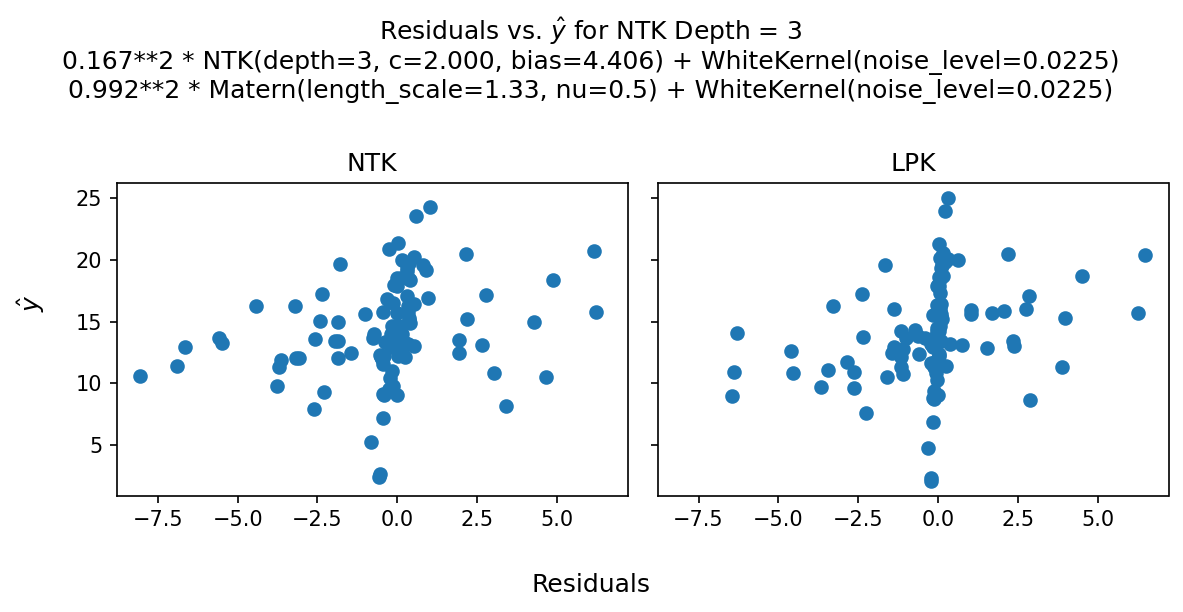 Residuals vs. ŷ for NTK Depth = 3
0.167**2 * NTK(depth=3, c=2.000, bias=4.406) + WhiteKernel(noise_level=0.0225)
0.992**2 * Matern(length_scale=1.33, nu=0.5) + WhiteKernel(noise_level=0.0225)
NTK
LPK
25
20
15
10
5
ŷ
−7.5 −5.0 −2.5 0.0 2.5 5.0
−7.5 −5.0 −2.5 0.0 2.5 5.0
Residuals